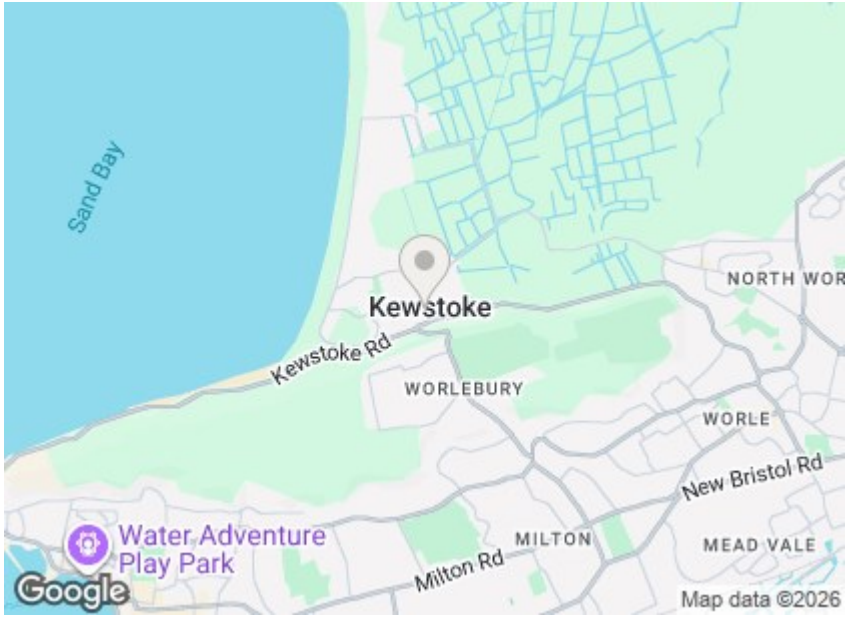 Sand Bay
Kewstoke
Kewstoke Rd
NORTH WOR
WORLEBURY
WORLE
New Bristol Rd
Water Adventure
Play Park
MILTON
MEAD VALE
Milton Rd
Google
Map data ©2026